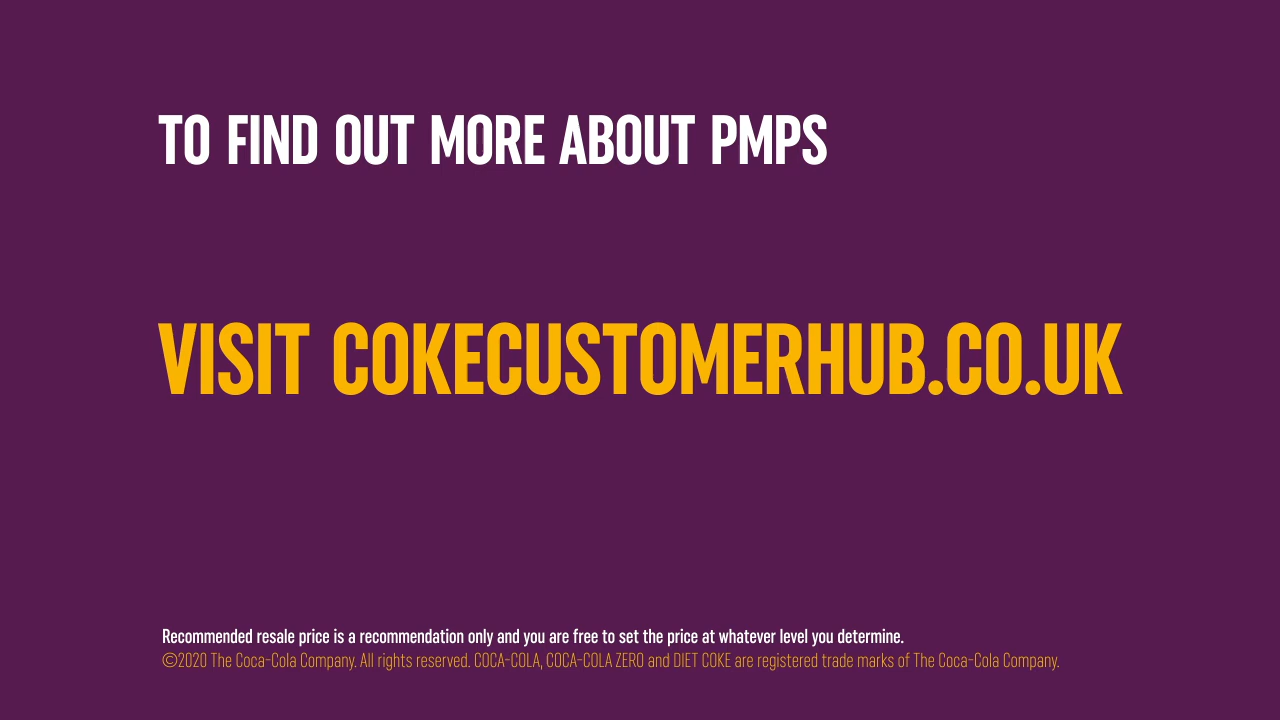 TO FIND OUT MORE ABOUT PMPS
VISIT COKECUSTOMERHUB.CO.UK
Recommended resale price is a recommendation only and you are free to set the price at whatever level you determine.
©2020 The Coca-Cola Company. All rights reserved. COCA-COLA, COCA-COLA ZERO and DIET COKE are registered trade marks of The Coca-Cola Company.